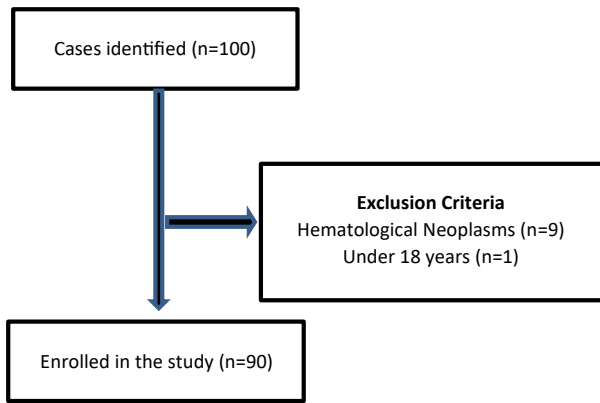 Cases identified (n=100)
Exclusion Criteria
Hematological Neoplasms (n=9)
Under 18 years (n=1)
Enrolled in the study (n=90)